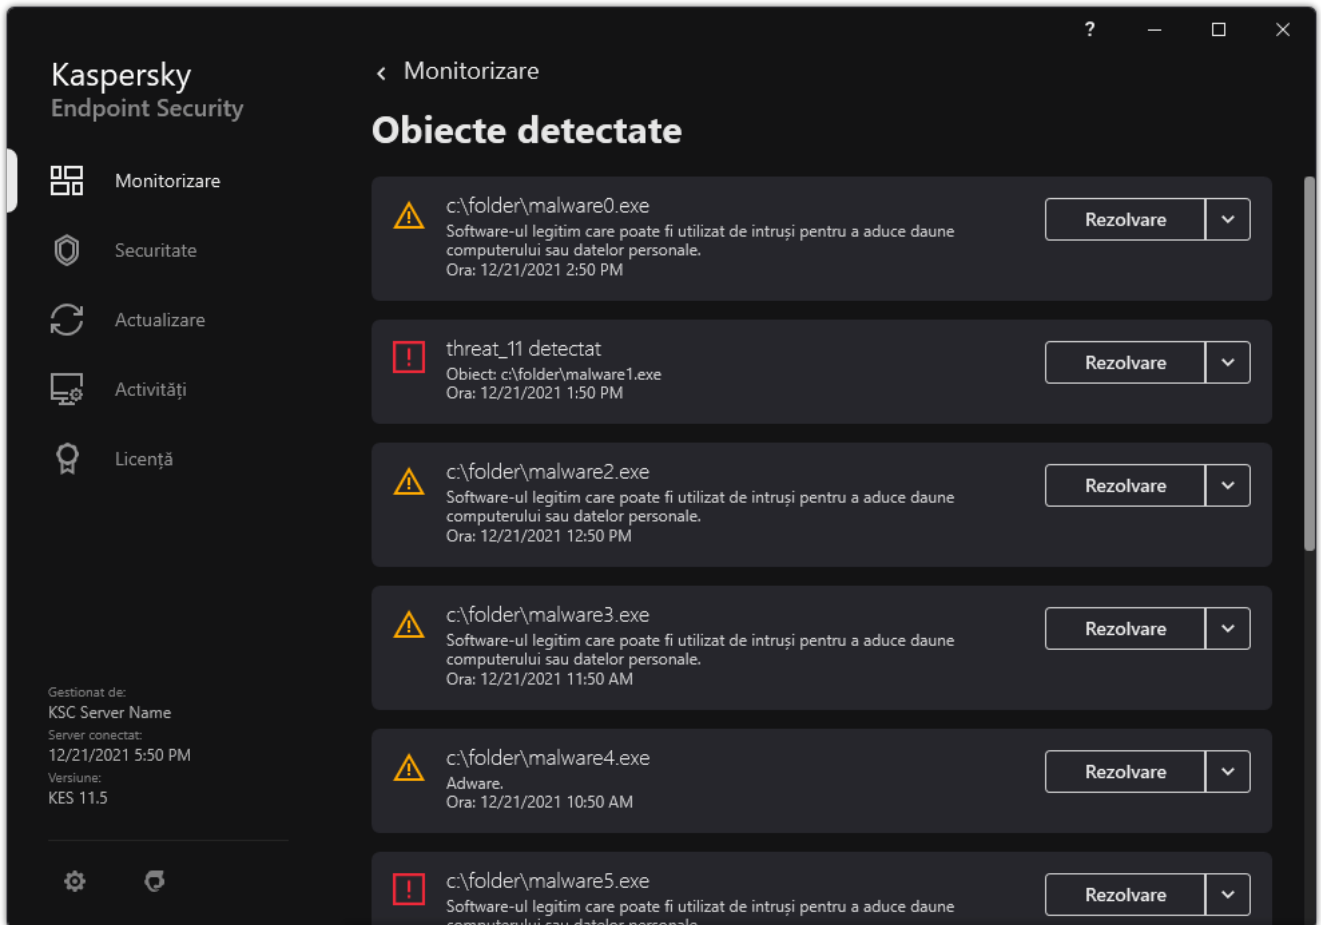 ?
Kaspersky
Endpoint Security
Monitorizare
Securitate
Actualizare
Activități
Licență
Gestionat de:
KSC Server Name
Server conectat:
12/21/2021 5:50 PM
Versiune:
KES 11.5
Monitorizare
Obiecte detectate
c:\folder\malware0.exe
Software-ul legitim care poate fi utilizat de intruși pentru a aduce daune
computerului sau datelor personale.
Ora: 12/21/2021 2:50 PM
Rezolvare
threat_11 detectat
Obiect: c:\folder\malware1.exe
Ora: 12/21/2021 1:50 PM
Rezolvare
c:\folder\malware2.exe
Software-ul legitim care poate fi utilizat de intruși pentru a aduce daune
computerului sau datelor personale.
Ora: 12/21/2021 12:50 PM
Rezolvare
c:\folder\malware3.exe
Software-ul legitim care poate fi utilizat de intruși pentru a aduce daune
computerului sau datelor personale.
Ora: 12/21/2021 11:50 AM
Rezolvare
c:\folder\malware4.exe
Adware.
Ora: 12/21/2021 10:50 AM
Rezolvare
c:\folder\malware5.exe
Software-ul legitim care poate fi utilizat de intruși pentru a aduce daune
computerului sau datelor personale.
Rezolvare